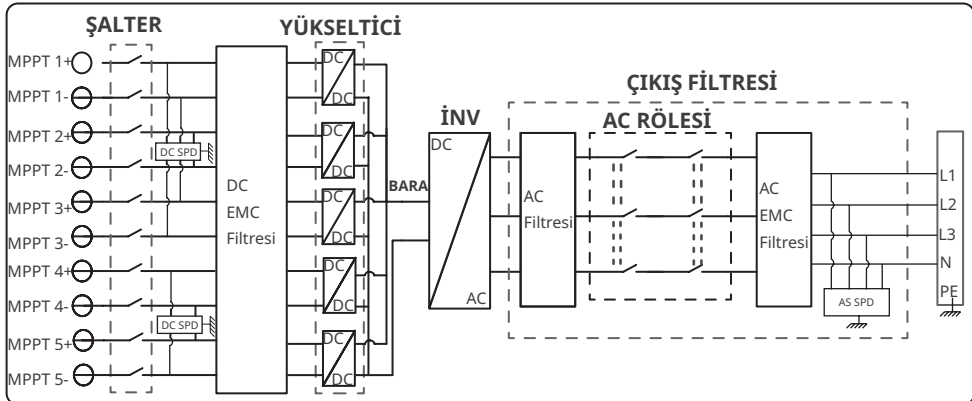 ŞALTER
YÜKSELTİCİ
MPPT 1+
MPPT 1-
MPPT 2+
MPPT 2-
MPPT 3+
MPPT 3-
MPPT 4+
MPPT 4-
MPPT 5+
MPPT 5-
DC SPD
DC SPD
DC
EMC
Filtresi
DC
DC
DC
DC
DC
DC
DC
DC
DC
DC
BARA
İNV
DC
AC
ÇIKIŞ FİLTRESİ
AC RÖLESİ
AC
Filtresi
AC
EMC
Filtresi
AS SPD
L1
L2
L3
N
PE